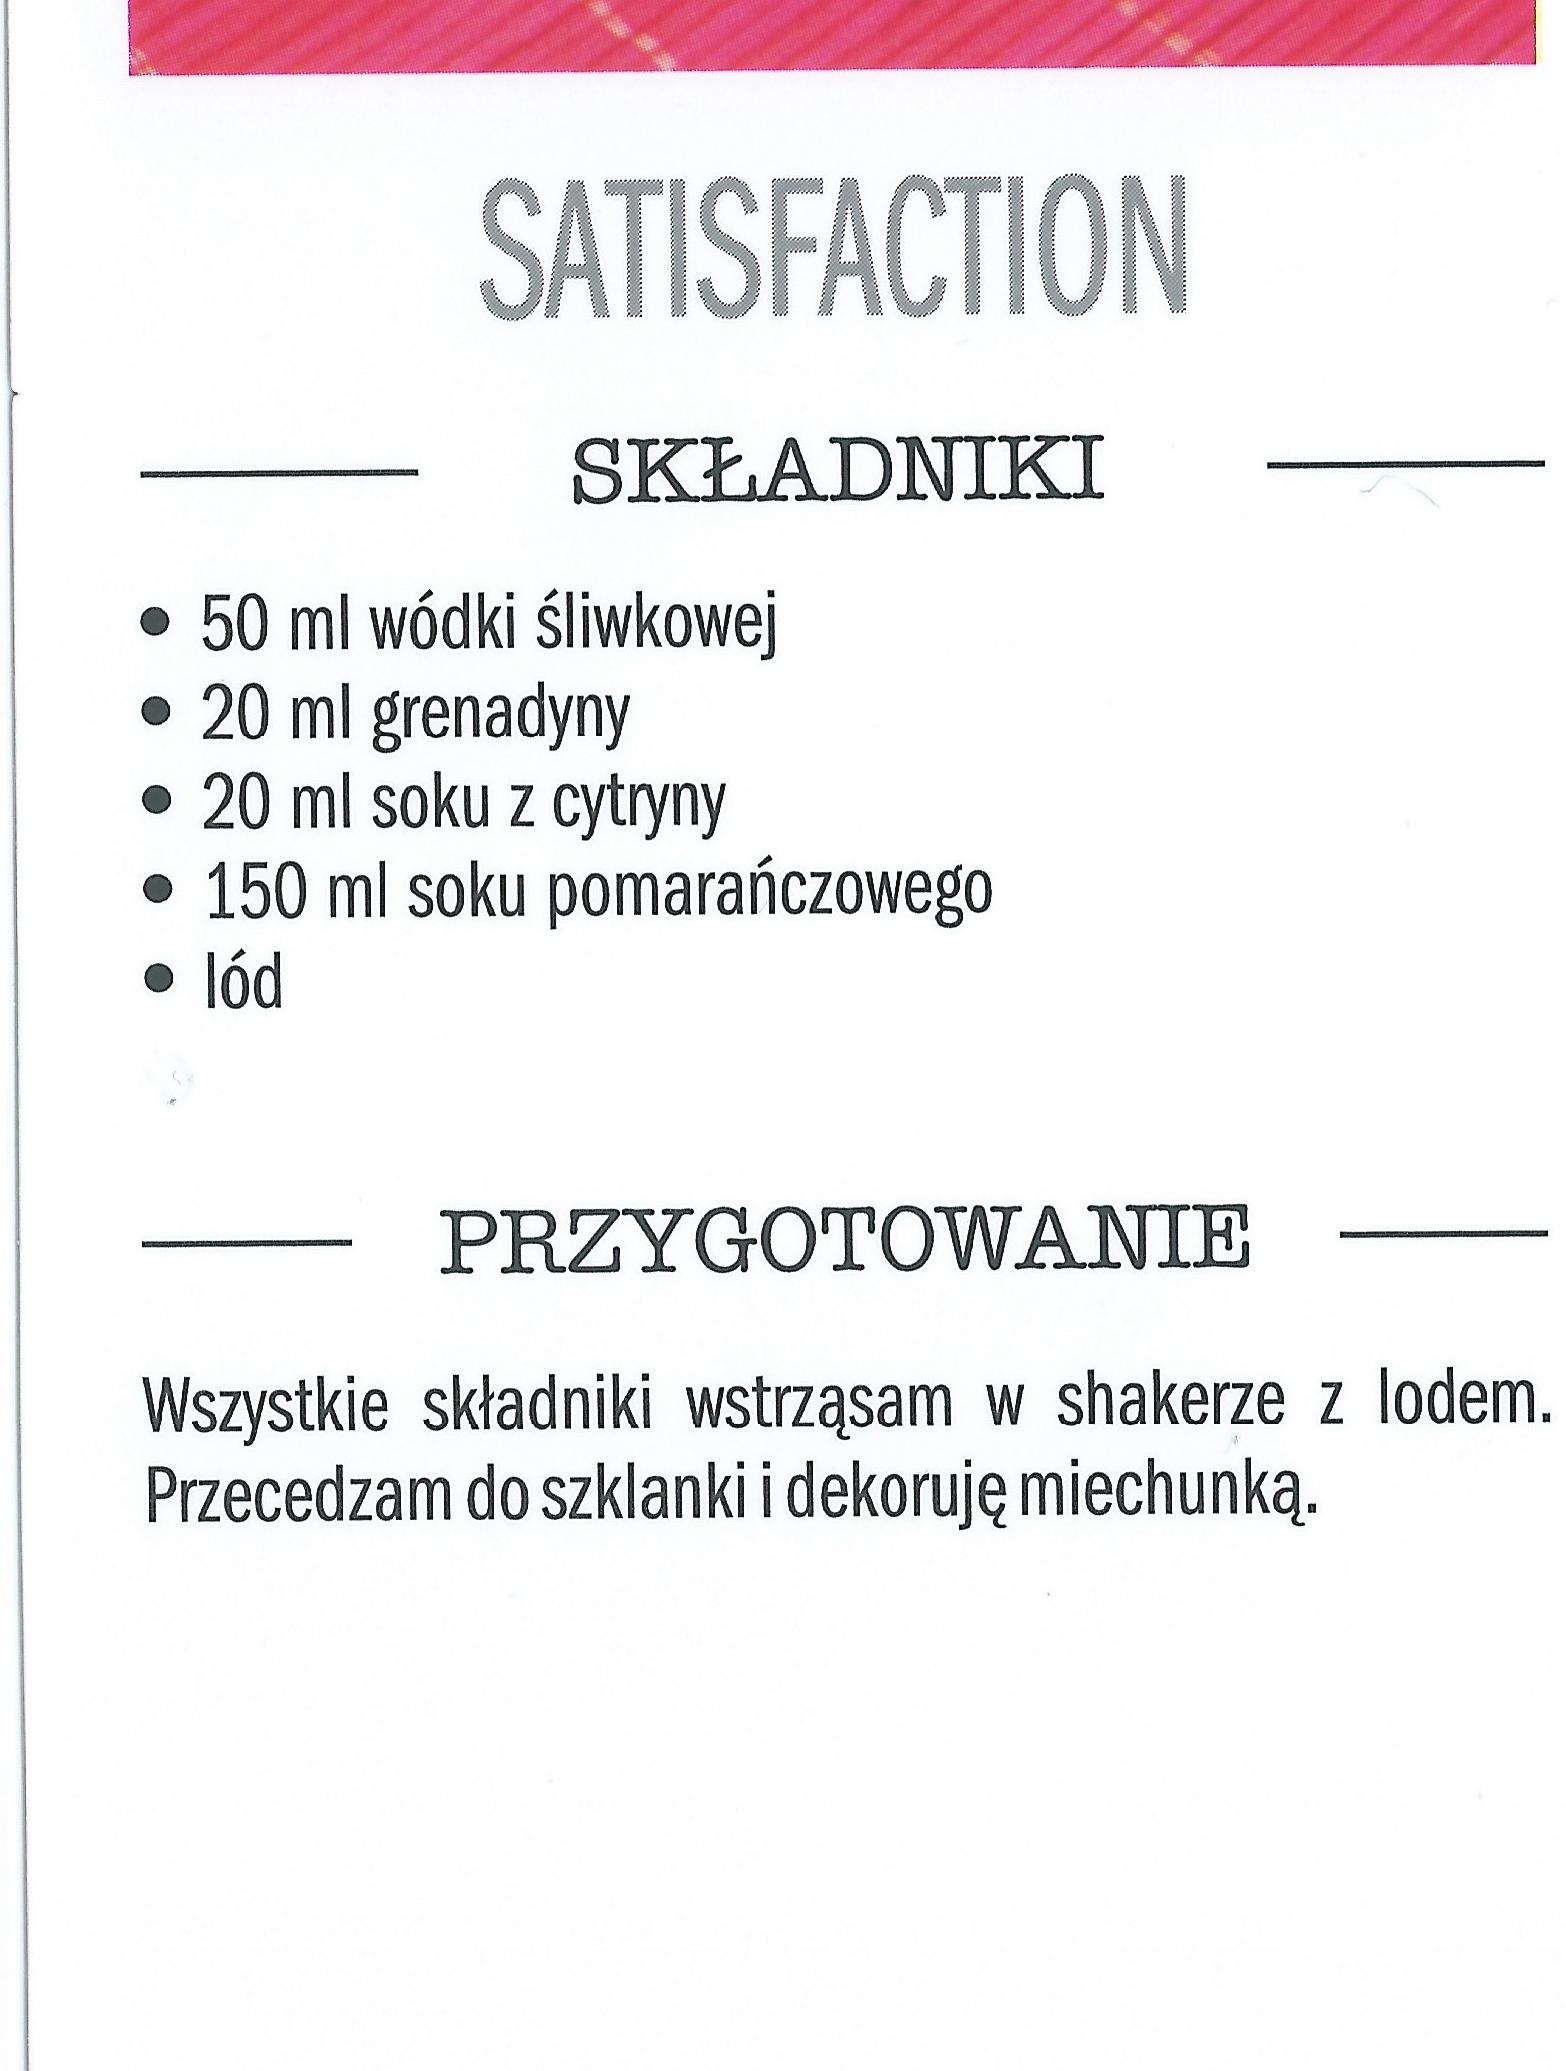 SATISFACTION
SKŁADNIKI
• 50 ml wódki śliwkowej
• 20 ml grenadyny
• 20 ml soku z cytryny
• 150 ml soku pomarańczowego
• lód
PRZYGOTOWANIE
Wszystkie składniki wstrząsam w shakerze z lodem.
Przecedzam do szklanki i dekoruję miechunką.